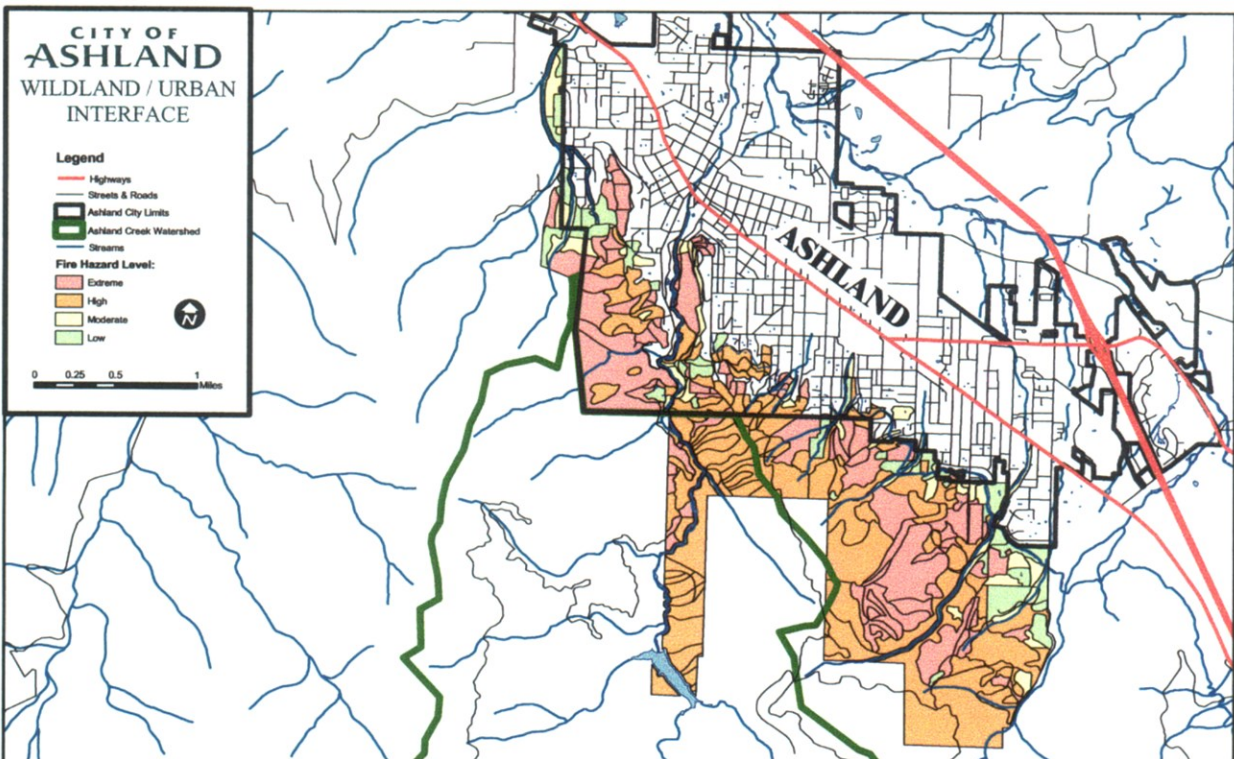 CITY OF
ASHLAND
WILDLAND / URBAN
INTERFACE
Legend
Highways
Streets & Roads
Ashland City Limits
Ashland Creek Watershed
Streams
Fire Hazard Level:
Extreme
High
Moderate
Low
N
0 0.25 0.5 1
Miles
ASHLAND